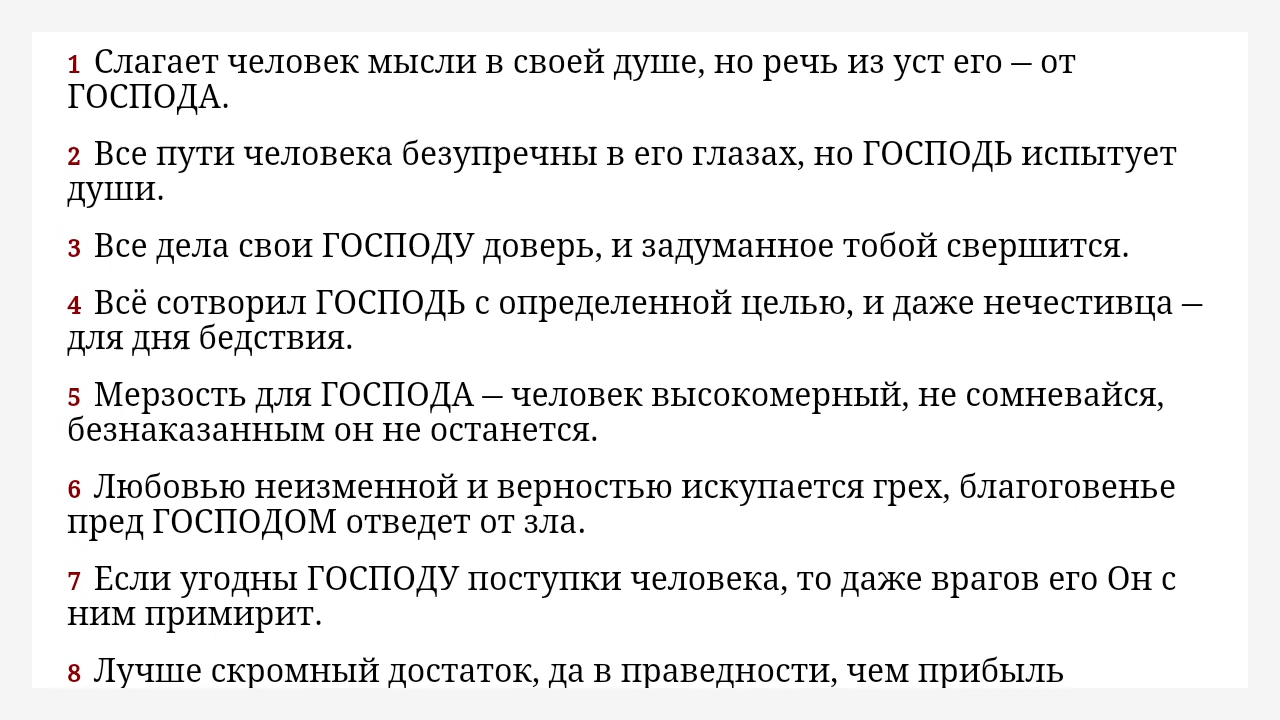 1 Слагает человек мысли в своей душе, но речь из уст его – от
ГОСПОДА.
2 Все пути человека безупречны в его глазах, но ГОСПОДЬ испытует
души.
3 Все дела свои ГОСПОДУ доверь, и задуманное тобой свершится.
4 Всё сотворил ГОСПОДЬ с определенной целью, и даже нечестивца –
для дня бедствия.
5 Мерзость для ГОСПОДА – человек высокомерный, не сомневайся,
безнаказанным он не останется.
6 Любовью неизменной и верностью искупается грех, благоговенье
пред ГОСПОДОМ отведет от зла.
7 Если угодны ГОСПОДУ поступки человека, то даже врагов его Он с
ним примирит.
8 Лучше скромный достаток, да в праведности, чем прибыль